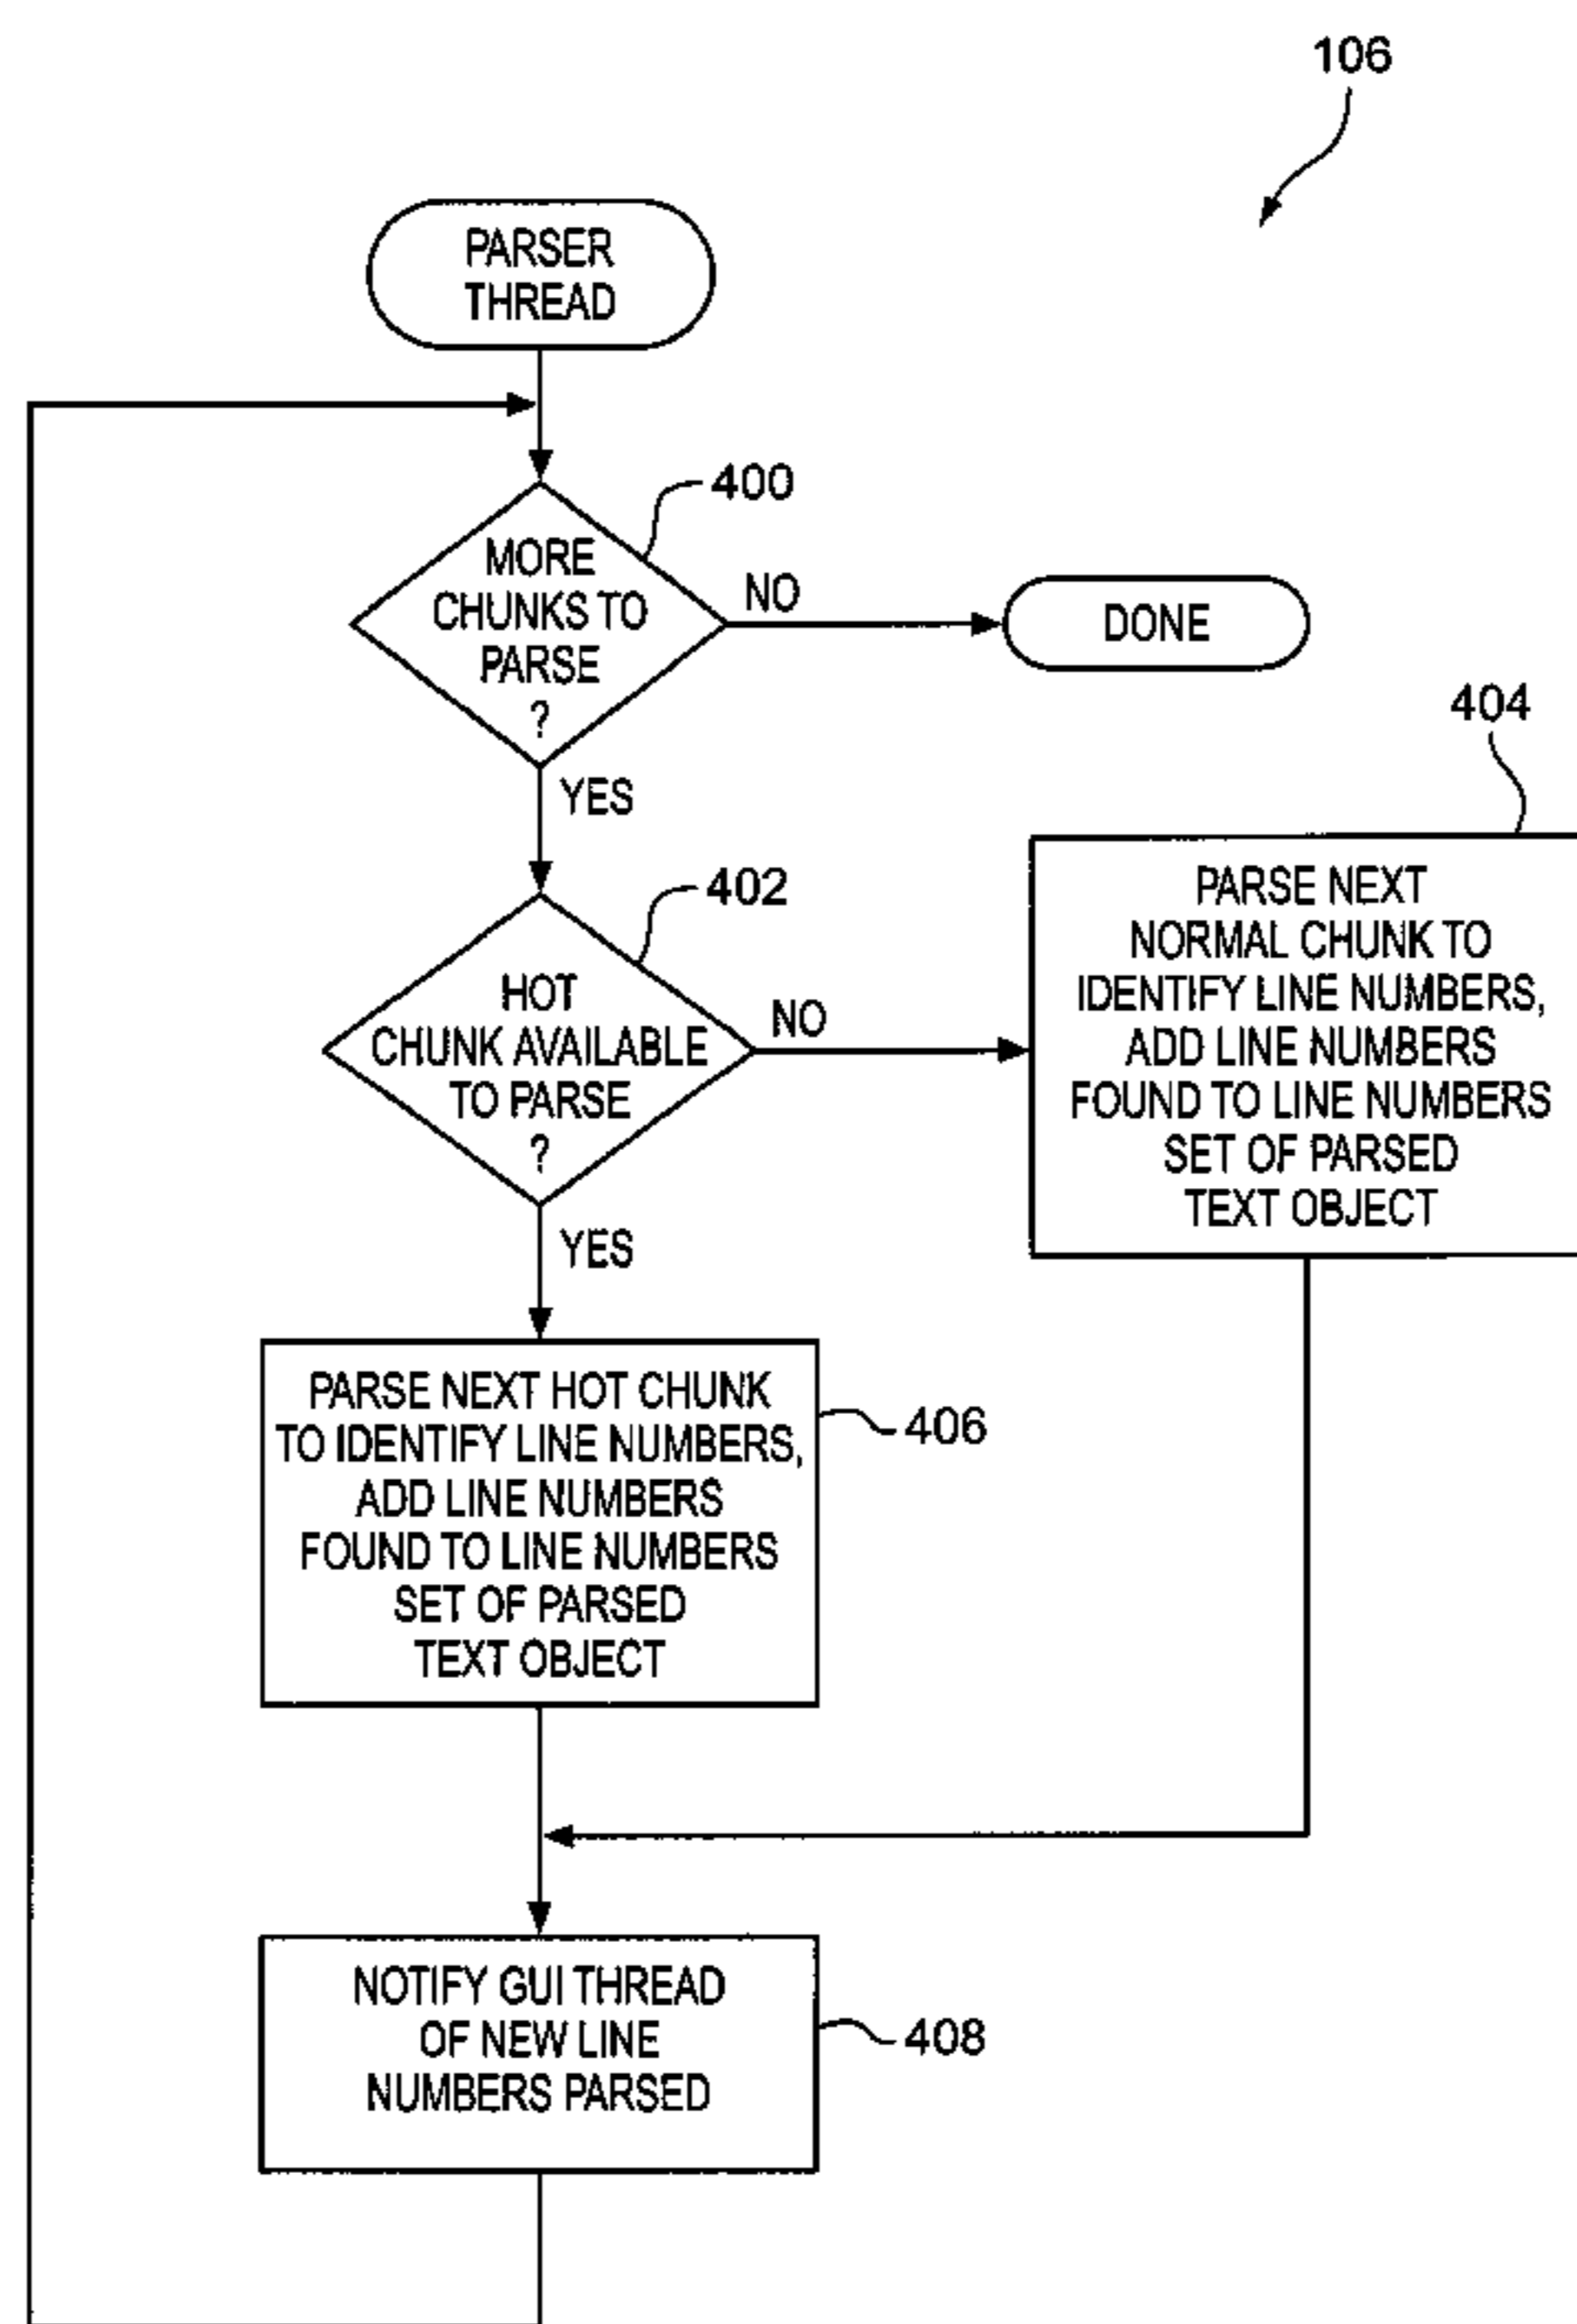 106
PARSER
THREAD
400
MORE
CHUNKS TO
PARSE
?
NO
DONE
YES
404
402
HOT
CHUNK AVAILABLE
TO PARSE
?
NO
PARSE NEXT
NORMAL CHUNK TO
IDENTIFY LINE NUMBERS,
ADD LINE NUMBERS
FOUND TO LINE NUMBERS
SET OF PARSED
TEXT OBJECT
YES
PARSE NEXT HOT CHUNK
TO IDENTIFY LINE NUMBERS,
ADD LINE NUMBERS
FOUND TO LINE NUMBERS
SET OF PARSED
TEXT OBJECT
406
NOTIFY GUI THREAD
OF NEW LINE
NUMBERS PARSED
408